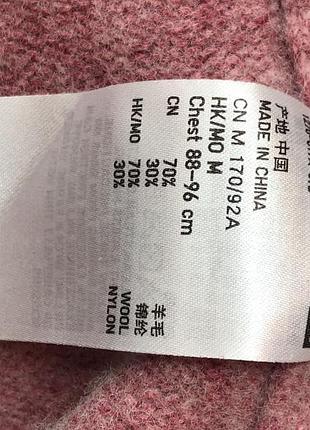 产地 中国
MADE IN CHINA
CN M 170/92A
HK/MO M
Chest 88–96 cm
CN 70% 羊毛
30% 锦纶
HK/MO 70% WOOL
30% NYLON